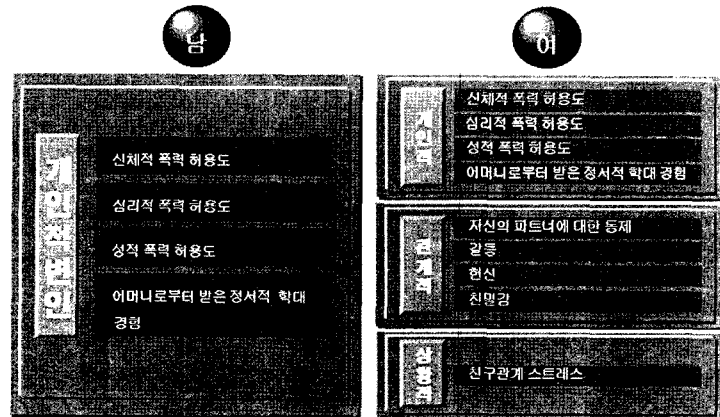 남
개인적변인
신체적 폭력 허용도
심리적 폭력 허용도
성적 폭력 허용도
어머니로부터 받은 정서적 학대
경험
여
개인적
신체적 폭력 허용도
심리적 폭력 허용도
성적 폭력 허용도
어머니로부터 받은 정서적 학대 경험
관계적
자신의 파트너에 대한 통제
갈등
헌신
친밀감
상황적
친구관계 스트레스